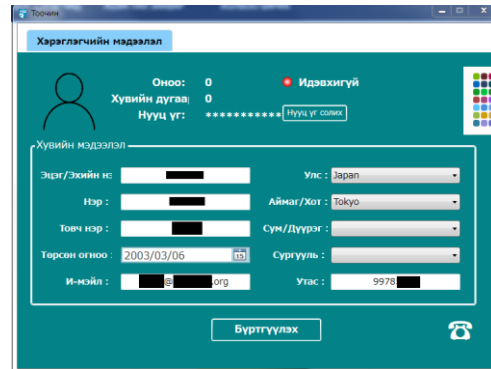 Тоочин
Хэрэглэгчийн мэдээлэл
Оноо: 0 Идэвхигүй
Хувийн дугаа 0
Нууц үг: *********** Нууц үг солих
Хувийн мэдээлэл
Эцэг/Эхийн нэ Улс : Japan
Нэр : Аймаг/Хот : Tokyo
Товч нэр : Сум/Дүүрэг :
Төрсөн огноо : 2003/03/06 15 Сургууль :
И-мэйл : @ .org Утас : 9978
Бүртгүүлэх